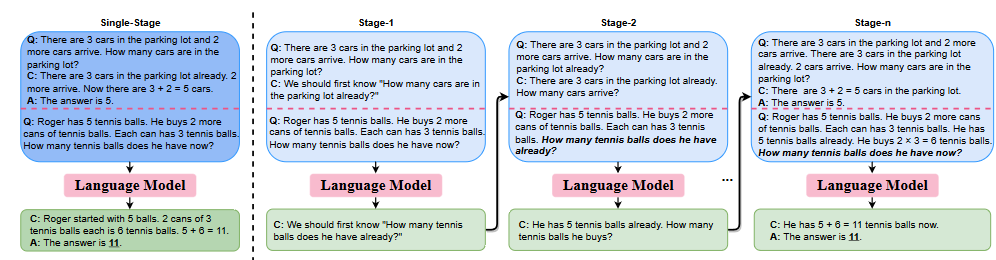 Single-Stage
Q: There are 3 cars in the parking lot and 2
more cars arrive. How many cars are in the
parking lot?
C: There are 3 cars in the parking lot already. 2
more arrive. Now there are 3 + 2 = 5 cars.
A: The answer is 5.
Q: Roger has 5 tennis balls. He buys 2 more
cans of tennis balls. Each can has 3 tennis balls.
How many tennis balls does he have now?
Language Model
C: Roger started with 5 balls. 2 cans of 3
tennis balls each is 6 tennis balls. 5 + 6 = 11.
A: The answer is 11.
Stage-1
Q: There are 3 cars in the parking lot and 2
more cars arrive. How many cars are in the
parking lot?
C: We should first know "How many cars are in
the parking lot already?"
Q: Roger has 5 tennis balls. He buys 2 more
cans of tennis balls. Each can has 3 tennis balls.
How many tennis balls does he have now?
Language Model
C: We should first know "How many tennis
balls does he have already?"
Stage-2
Q: There are 3 cars in the parking lot and 2
more cars arrive. How many cars are in the
parking lot already?
C: There are 3 cars in the parking lot already.
How many cars arrive?
Q: Roger has 5 tennis balls. He buys 2 more
cans of tennis balls. Each can has 3 tennis
balls. How many tennis balls does he have
already?
Language Model
C: He has 5 tennis balls already. How many
tennis balls he buys?
...
Stage-n
Q: There are 3 cars in the parking lot and 2 more
cars arrive. There are 3 cars in the parking lot
already. 2 cars arrive. How many cars are in the
parking lot?
C: There are 3 + 2 = 5 cars in the parking lot.
A: The answer is 5.
Q: Roger has 5 tennis balls. He buys 2 more cans
of tennis balls. Each can has 3 tennis balls. He has
5 tennis balls already. He buys 2 × 3 = 6 tennis balls.
How many tennis balls does he have now?
Language Model
C: He has 5 + 6 = 11 tennis balls now.
A: The answer is 11.